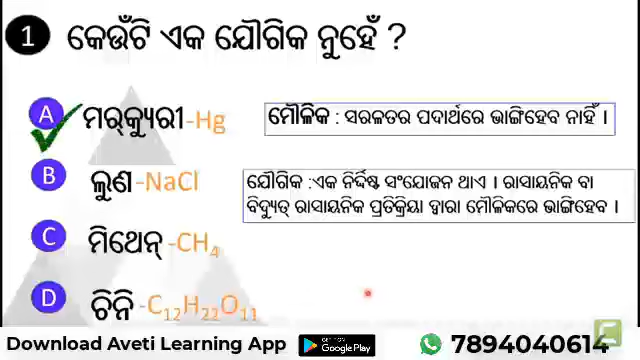 1 କେଉଁଟି ଏକ ଯୌଗିକ ନୁହେଁ ?
A ମର୍‌କ୍ୟୁରୀ-Hg
ମୌଳିକ : ସରଳତର ପଦାର୍ଥରେ ଭାଙ୍ଗିହେବ ନାହିଁ ।
B ଲୁଣ-NaCl
ଯୌଗିକ :ଏକ ନିର୍ଦ୍ଦିଷ୍ଟ ସଂଯୋଜନ ଥାଏ । ରାସାୟନିକ ବା
ବିଦ୍ୟୁତ୍ ରାସାୟନିକ ପ୍ରତିକ୍ରିୟା ଦ୍ୱାରା ମୌଳିକରେ ଭାଙ୍ଗିହେବ ।
C ମିଥେନ୍-CH₄
D ଚିନି-C₁₂H₂₂O₁₁
Download Aveti Learning App GET IT ON Google Play 7894040614